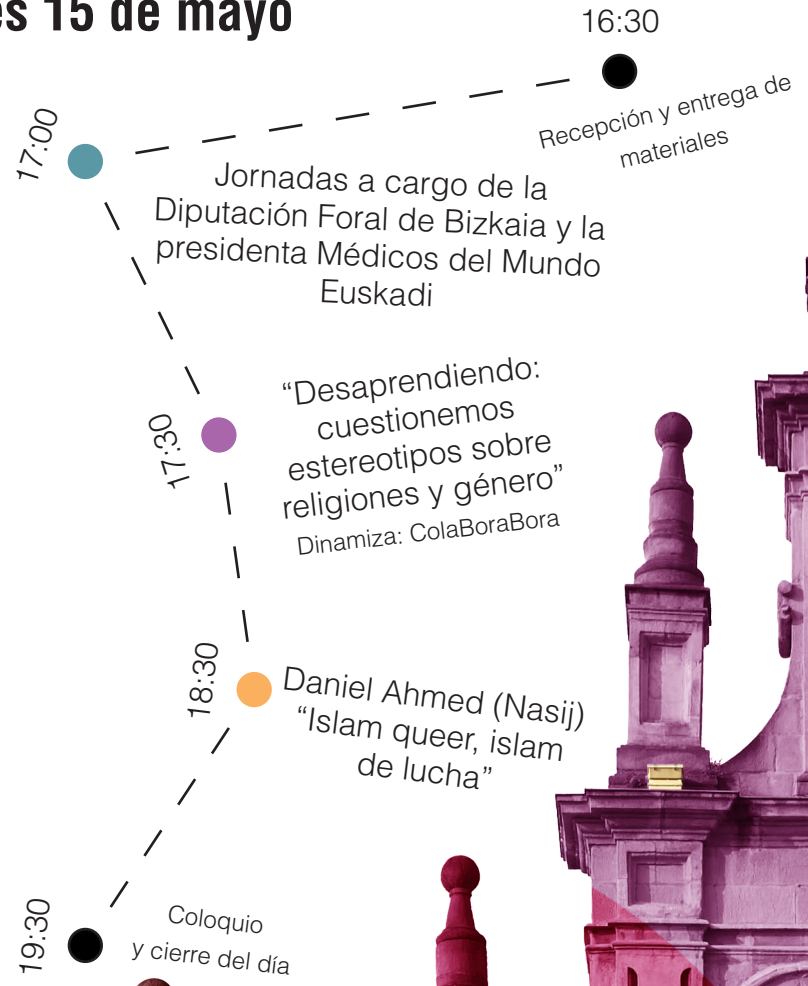 es 15 de mayo
16:30
Recepción y entrega de
materiales
17:00
Jornadas a cargo de la
Diputación Foral de Bizkaia y la
presidenta Médicos del Mundo
Euskadi
17:30
“Desaprendiendo:
cuestionemos
estereotipos sobre
religiones y género”
Dinamiza: ColaBoraBora
18:30
Daniel Ahmed (Nasij)
“Islam queer, islam
de lucha”
19:30
Coloquio
y cierre del día